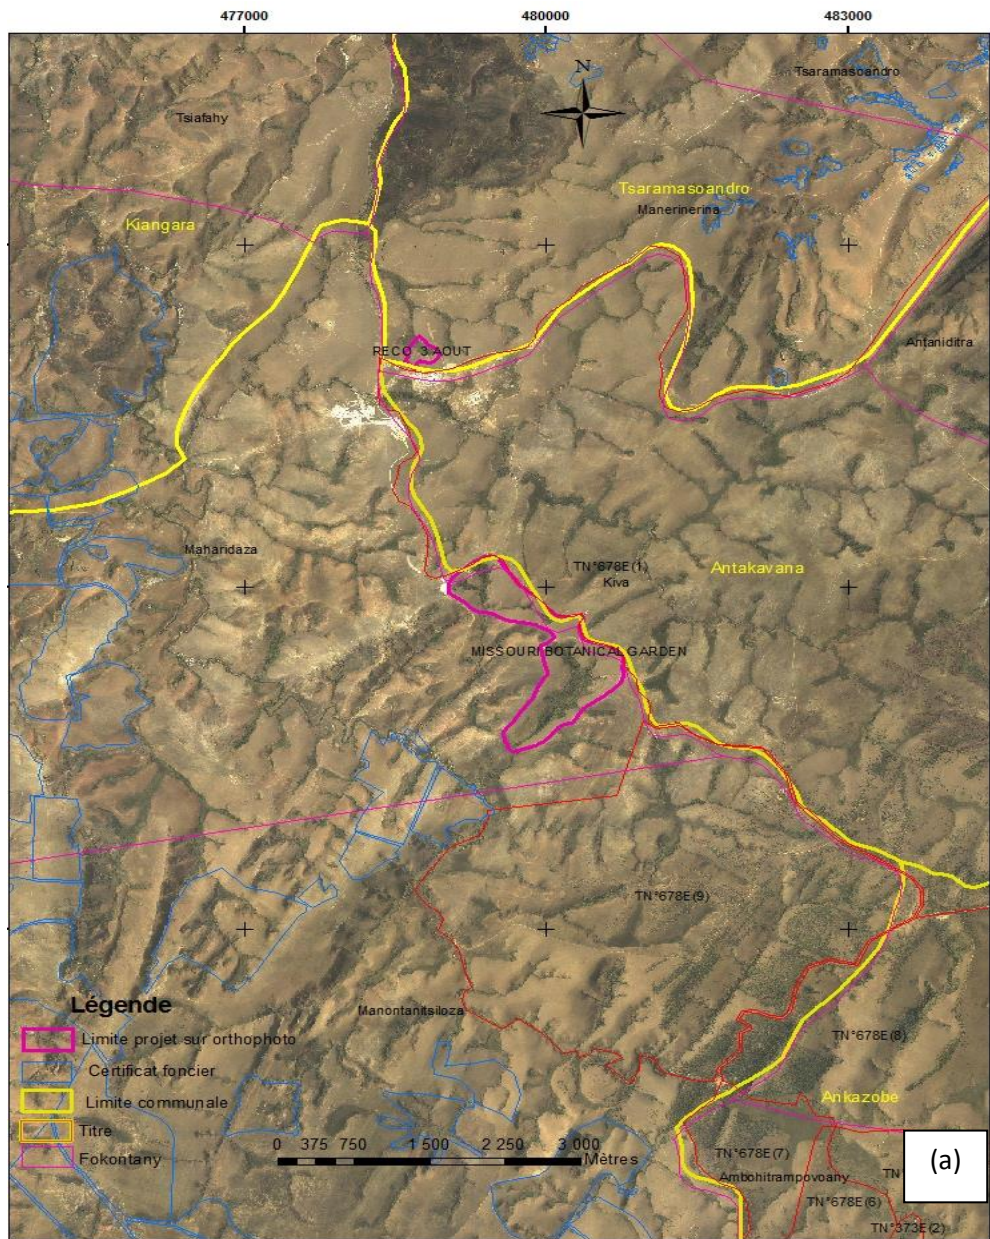 477000 480000 483000
N
Tsaramasoandro
Tsiafahy
Tsaramasoandro
Manerinerina
Kiangara
Antaniditra
RECO 3 AOUT
Maharidaza
TN°678E(1)
Kiva
Antakavana
MISSOURI BOTANICAL GARDEN
TN°678E(9)
Manontanitsiloza
TN°678E(8)
Ankazobe
TN°678E(7)
Ambohitrampovoany
TN°
TN°678E(6)
TN°373E(2)
Légende
Limite projet sur orthophoto
Certificat foncier
Limite communale
Titre
Fokontany
0 375 750 1 500 2 250 3 000
Mêtres
(a)